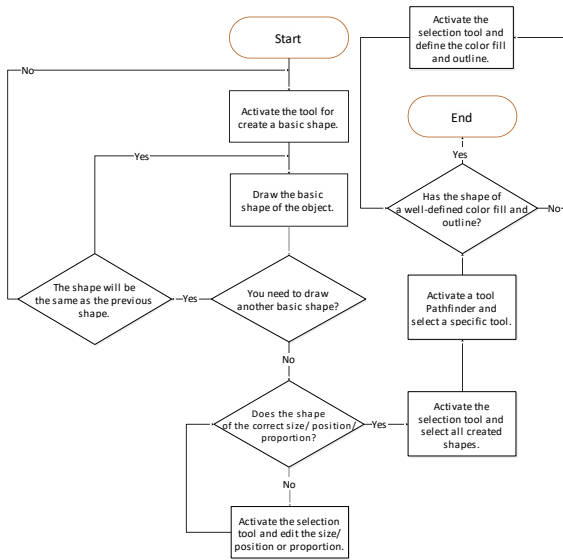 Start
No
Activate the tool for
create a basic shape.
Yes
Draw the basic
shape of the object.
The shape will be
the same as the previous
shape.
Yes
You need to draw
another basic shape?
No
Does the shape
of the correct size/ position/
proportion?
Yes
No
Activate the selection
tool and edit the size/
position or proportion.
Activate the
selection tool and
select all created
shapes.
Activate a tool
Pathfinder and
select a specific tool.
Has the shape of
a well-defined color fill and
outline?
No
Yes
End
Activate the
selection tool and
define the color fill
and outline.